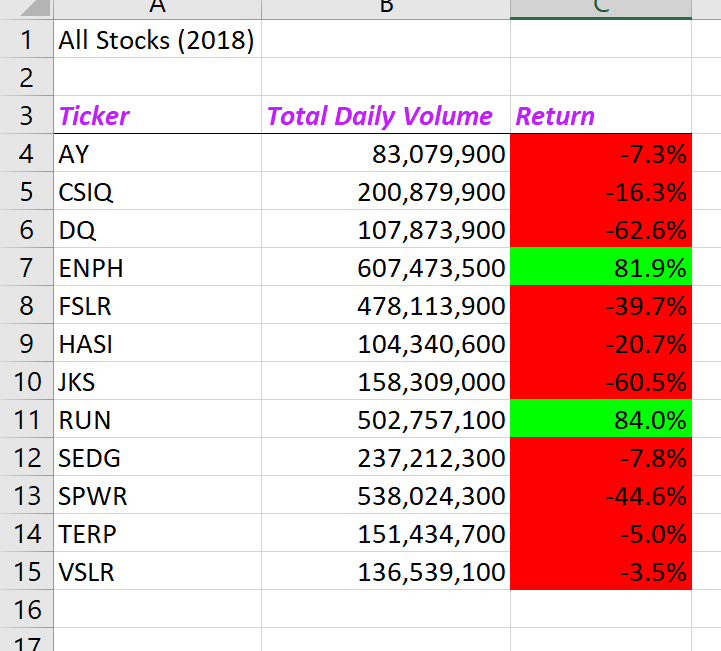 A B C
1 All Stocks (2018)
2
3 Ticker Total Daily Volume Return
4 AY 83,079,900 -7.3%
5 CSIQ 200,879,900 -16.3%
6 DQ 107,873,900 -62.6%
7 ENPH 607,473,500 81.9%
8 FSLR 478,113,900 -39.7%
9 HASI 104,340,600 -20.7%
10 JKS 158,309,000 -60.5%
11 RUN 502,757,100 84.0%
12 SEDG 237,212,300 -7.8%
13 SPWR 538,024,300 -44.6%
14 TERP 151,434,700 -5.0%
15 VSLR 136,539,100 -3.5%
16
17